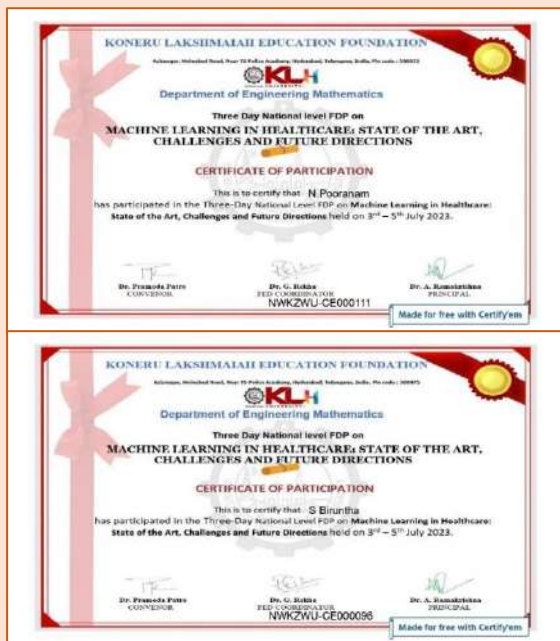 KONERU LAKSHMAIAH EDUCATION FOUNDATION
KLH
Department of Engineering Mathematics
Three Day National level FDP on
MACHINE LEARNING IN HEALTHCARE: STATE OF THE ART,
CHALLENGES AND FUTURE DIRECTIONS
CERTIFICATE OF PARTICIPATION
This is to certify that N.Pooranam
has participated in the Three-Day National Level FDP on Machine Learning in Healthcare:
State of the Art, Challenges and Future Directions held on 3rd – 5th July 2023.
Dr. Pramoda Patro
CONVENOR
Dr. G. Rekha
FED COORDINATOR
Dr. A. Ramakrishna
PRINCIPAL
NWKZWU-CE000111
Made for free with Certify'em
KONERU LAKSHMAIAH EDUCATION FOUNDATION
KLH
Department of Engineering Mathematics
Three Day National level FDP on
MACHINE LEARNING IN HEALTHCARE: STATE OF THE ART,
CHALLENGES AND FUTURE DIRECTIONS
CERTIFICATE OF PARTICIPATION
This is to certify that S Biruntha
has participated in the Three-Day National Level FDP on Machine Learning in Healthcare:
State of the Art, Challenges and Future Directions held on 3rd – 5th July 2023.
Dr. Pramoda Patro
CONVENOR
Dr. G. Rekha
FED COORDINATOR
Dr. A. Ramakrishna
PRINCIPAL
NWKZWU-CE000096
Made for free with Certify'em